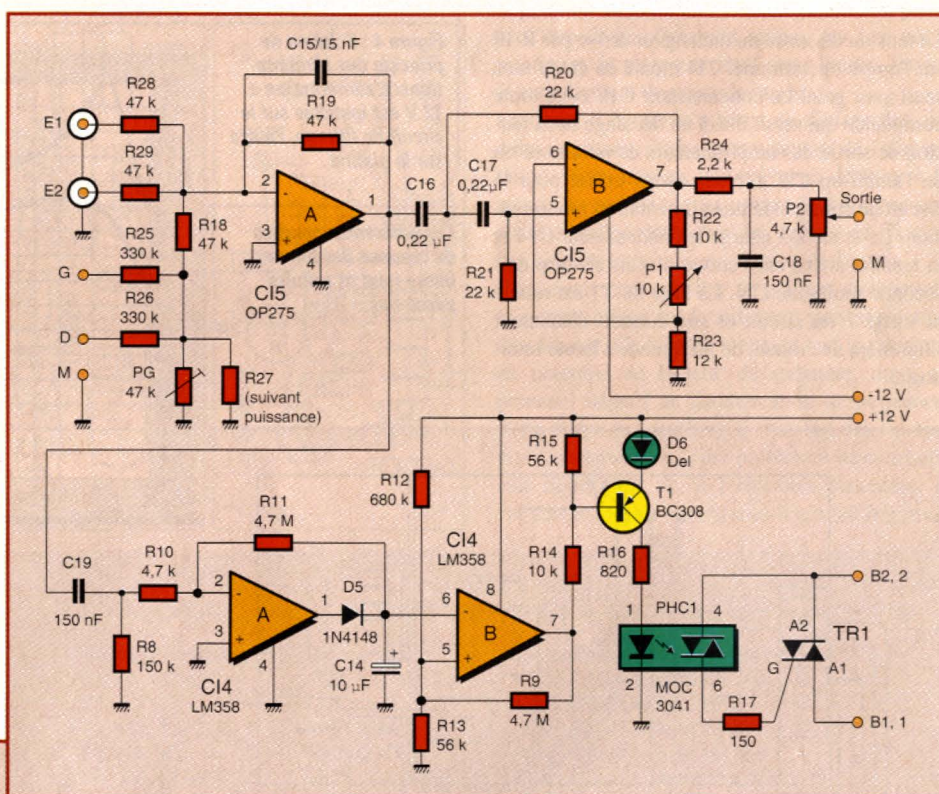 C15/15 nF
R28
47 k
R19
47 k
R20
22 k
E1
R29
47 k
C17
0,22µF
R24
2,2 k
E2
2
-
A
1
C16
0,22 µF
6
-
B
7
5
+
P2
4,7 k
Sortie
R25
330 k
R18
47 k
3
+
4
CI5
OP275
R22
10 k
G
R26
330 k
R21
22 k
CI5
OP275
P1
10 k
C18
150 nF
M
D
PG
47 k
R27
(suivant
puissance)
R23
12 k
M
-12 V
+12 V
R15
56 k
D6
Del
R12
680 k
T1
BC308
R11
4,7 M
CI4
LM358
C19
R10
4,7 k
R14
10 k
R16
820
150 nF
2
-
A
1
D5
1N4148
6
-
8
B
7
5
+
PHC1
1
4
B2, 2
3
+
4
R8
150 k
C14
10 µF
+
A2
TR1
G
A1
CI4
LM358
R9
4,7 M
2
6
MOC
3041
R17
150
B1, 1
R13
56 k